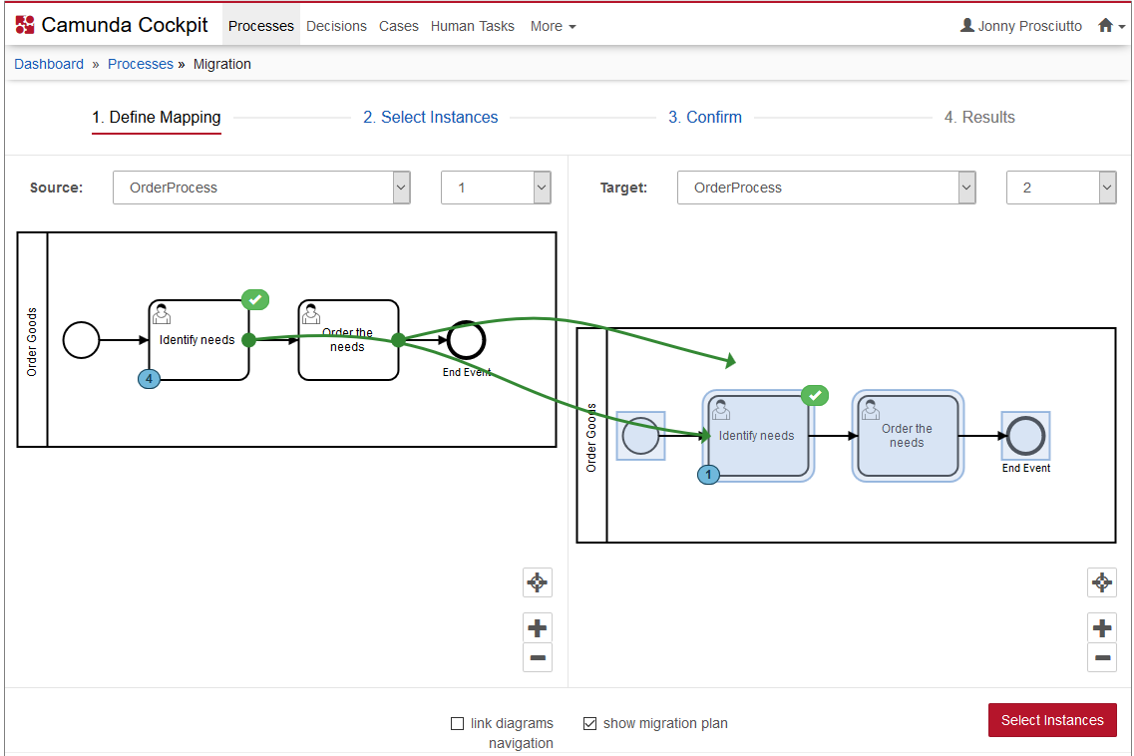 Camunda Cockpit Processes Decisions Cases Human Tasks More Jonny Prosciutto
Dashboard » Processes » Migration
1. Define Mapping 2. Select Instances 3. Confirm 4. Results
Source: OrderProcess 1 Target: OrderProcess 2
Order Goods
Identify needs
4
Order the
needs
End Event
Order Goods
Identify needs
1
Order the
needs
End Event
link diagrams
navigation
show migration plan
Select Instances